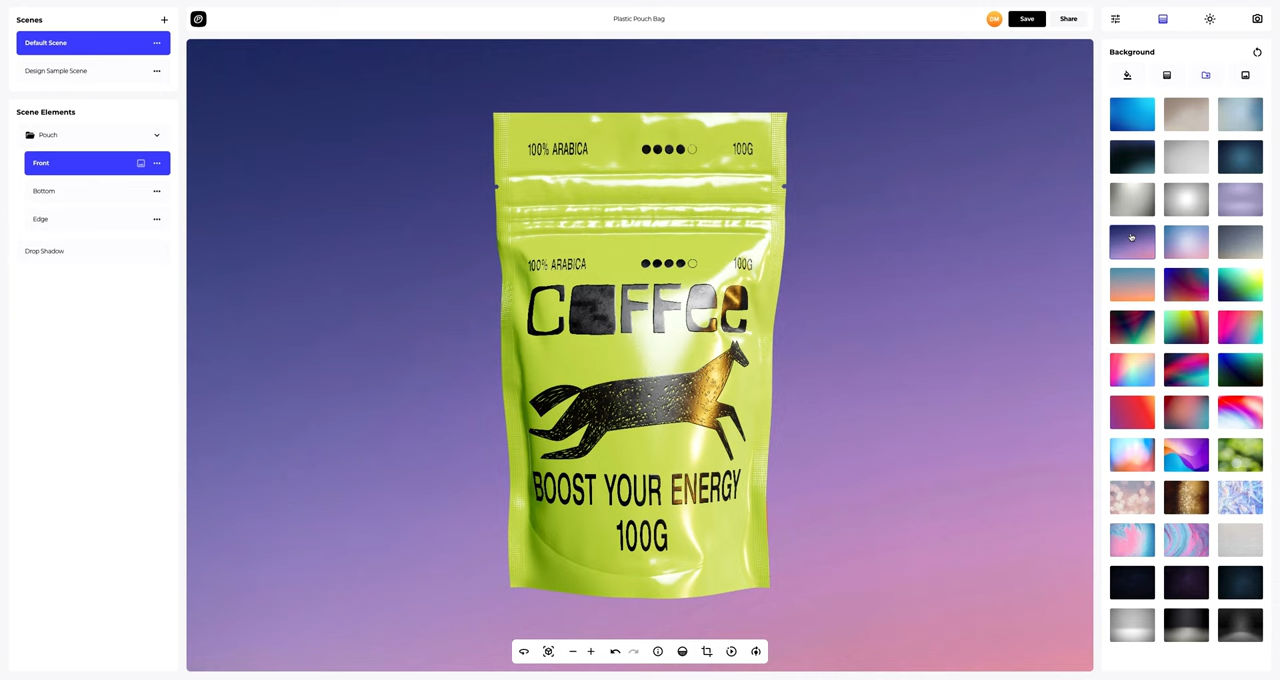 Scenes
Default Scene
Design Sample Scene
Scene Elements
Pouch
Front
Bottom
Edge
Drop Shadow
Plastic Pouch Bag
DM
Save
Share
100% ARABICA 100G
100% ARABICA 100G
COFFee
BOOST YOUR ENERGY
100G
Background